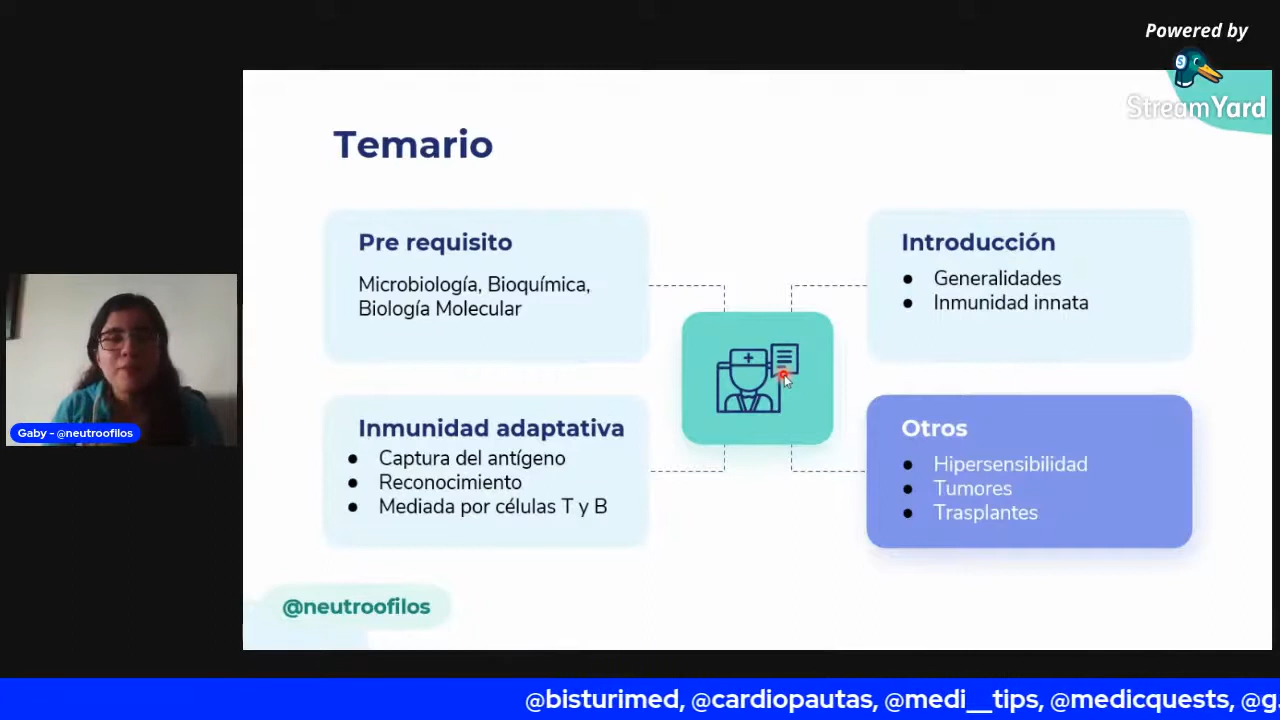 Powered by
StreamYard
Temario
Pre requisito
Microbiología, Bioquímica,
Biología Molecular
Introducción
● Generalidades
● Inmunidad innata
Inmunidad adaptativa
● Captura del antígeno
● Reconocimiento
● Mediada por células T y B
Otros
● Hipersensibilidad
● Tumores
● Trasplantes
Gaby - @neutroofilos
@neutroofilos
@bisturimed, @cardiopautas, @medi__tips, @medicquests, @g